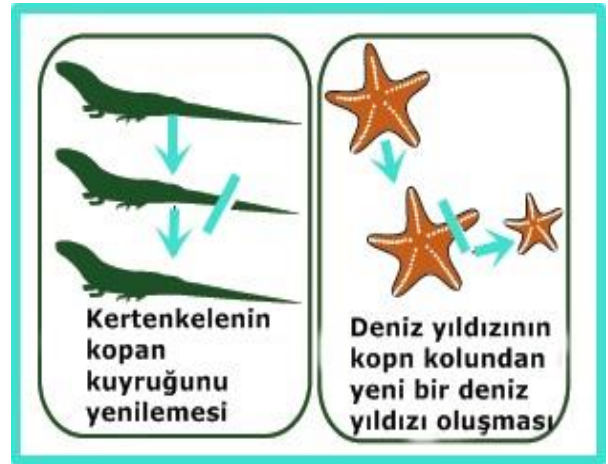 Kertenkelenin
kopan
kuyruğunu
yenilemesi
Deniz yıldızının
kopn kolundan
yeni bir deniz
yıldızı oluşması